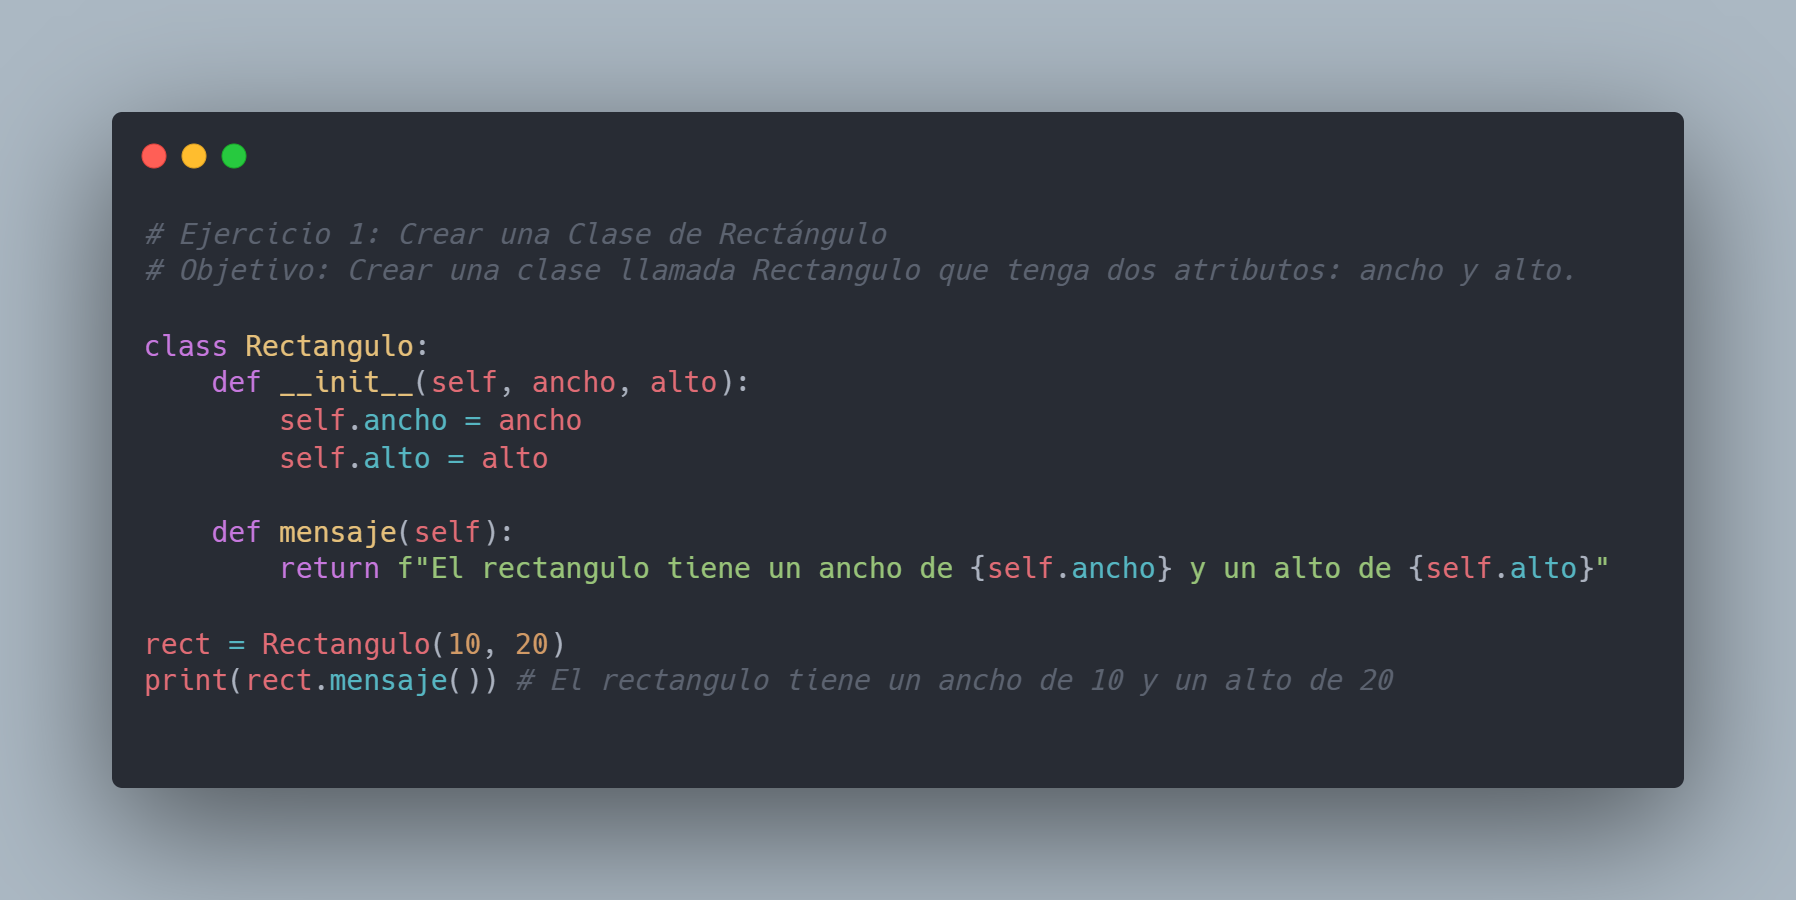 # Ejercicio 1: Crear una Clase de Rectángulo
# Objetivo: Crear una clase llamada Rectangulo que tenga dos atributos: ancho y alto.

class Rectangulo:
    def __init__(self, ancho, alto):
        self.ancho = ancho
        self.alto = alto

    def mensaje(self):
        return f"El rectangulo tiene un ancho de {self.ancho} y un alto de {self.alto}"

rect = Rectangulo(10, 20)
print(rect.mensaje()) # El rectangulo tiene un ancho de 10 y un alto de 20